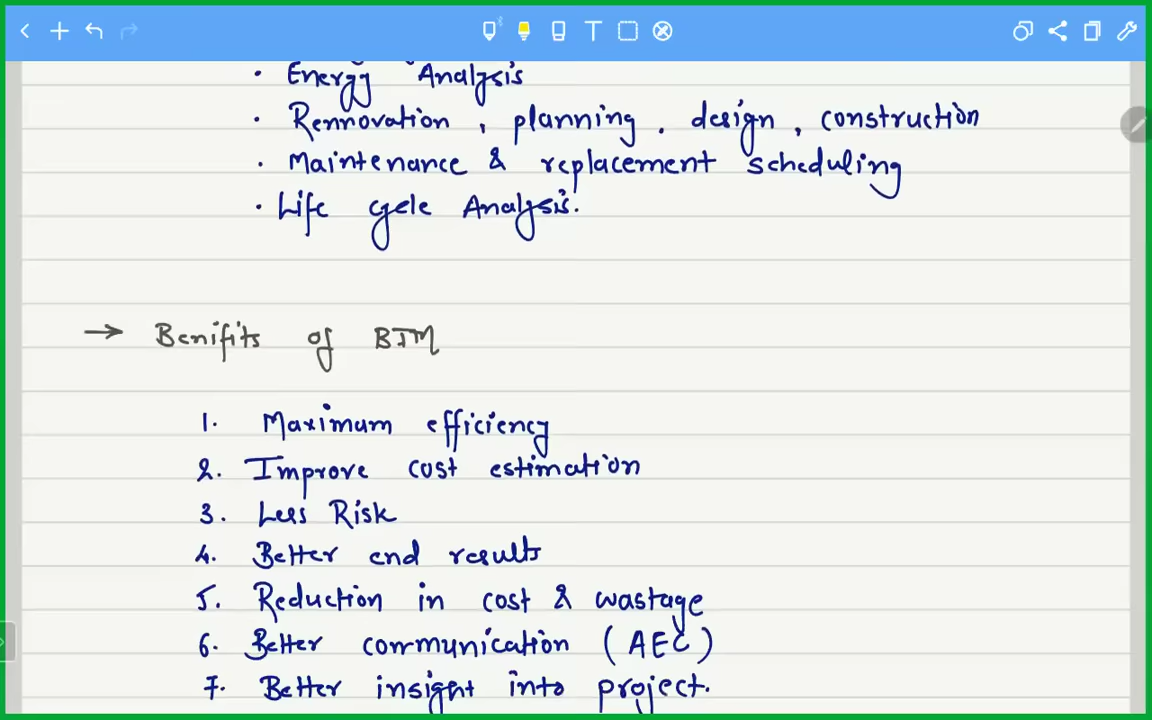 • Energy Analysis
• Rennovation, planning, design, construction
• Maintenance & replacement scheduling
• Life cycle Analysis.
→ Benifits of BIM
1. Maximum efficiency
2. Improve cost estimation
3. Less Risk
4. Better end results
5. Reduction in cost & wastage
6. Better communication (AEC)
7. Better insight into project.